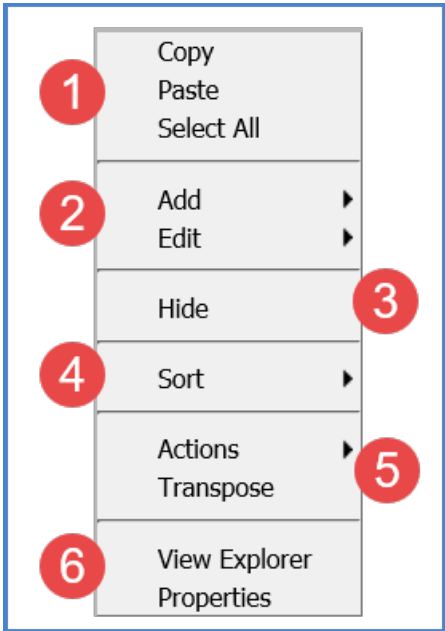 1
Copy
Paste
Select All
2
Add
Edit
3
Hide
4
Sort
5
Actions
Transpose
6
View Explorer
Properties